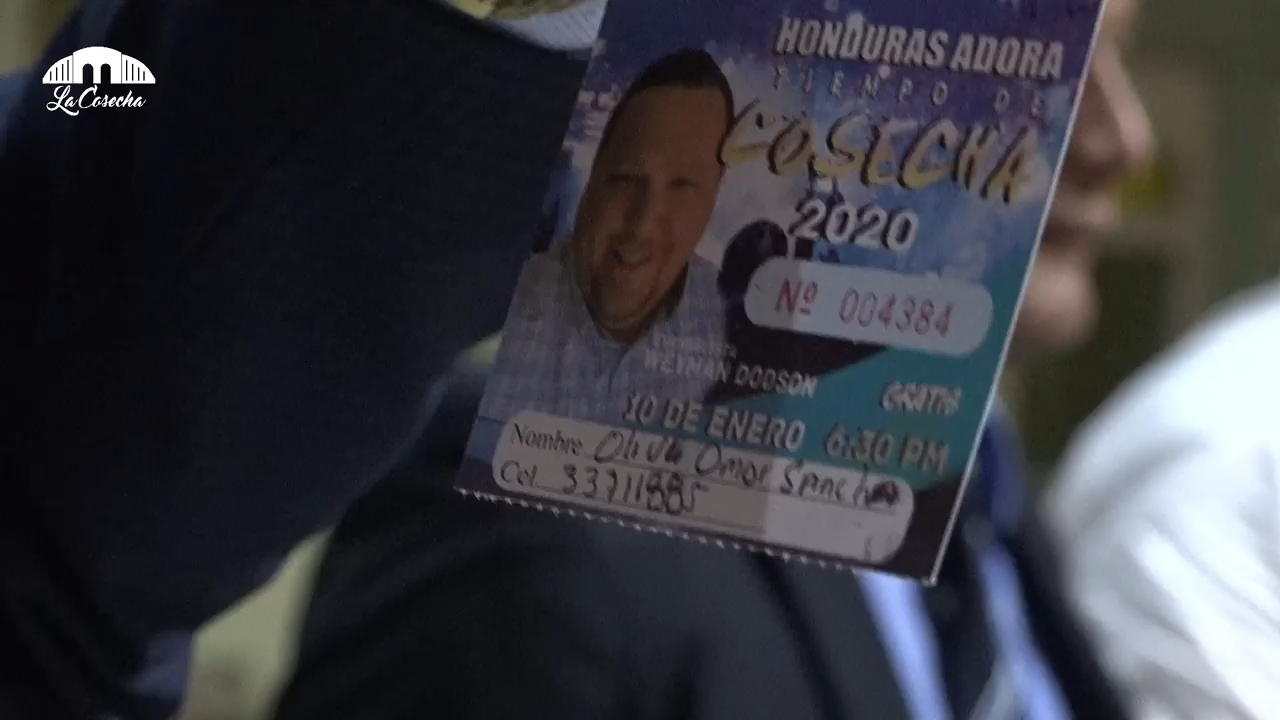 La Cosecha
HONDURAS ADORA
TIEMPO DE
COSECHA
2020
Nº 004384
WEYMAN DODSON
GRATIS
10 DE ENERO 6:30 PM
Nombre Omar
Cel. 33711885